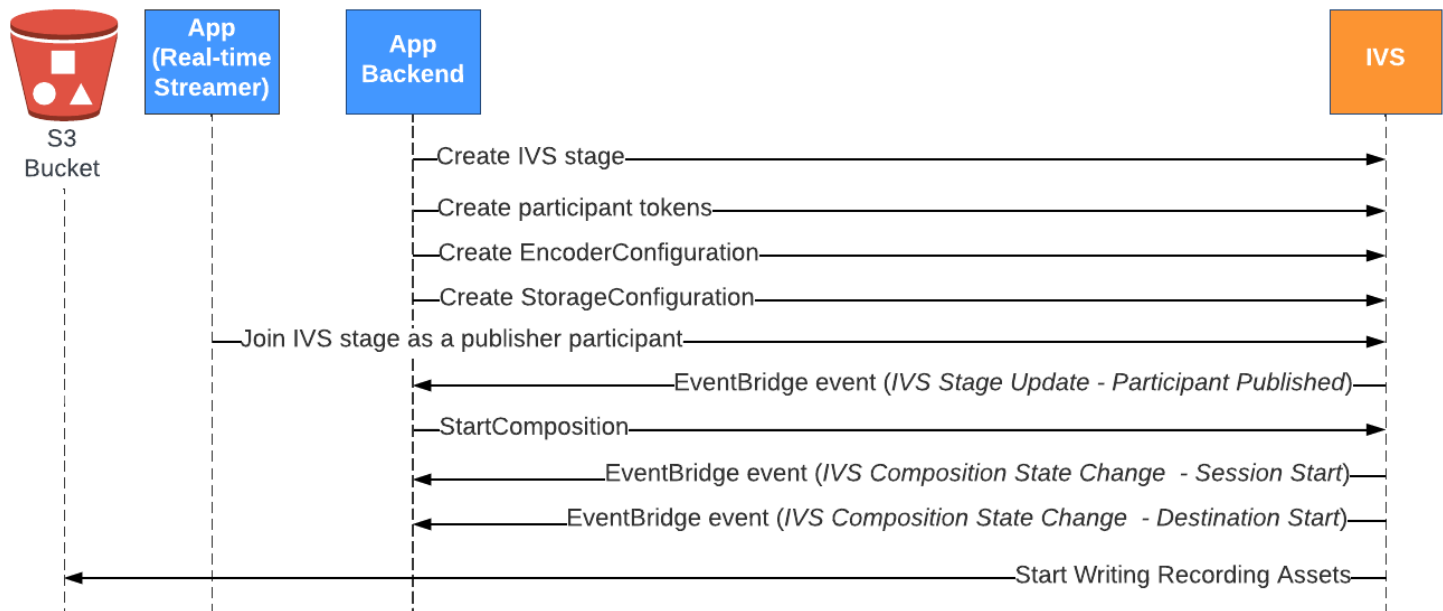 App
(Real-time
Streamer)
App
Backend
IVS
S3
Bucket
Create IVS stage
Create participant tokens
Create EncoderConfiguration
Create StorageConfiguration
Join IVS stage as a publisher participant
EventBridge event (IVS Stage Update - Participant Published)
StartComposition
EventBridge event (IVS Composition State Change - Session Start)
EventBridge event (IVS Composition State Change - Destination Start)
Start Writing Recording Assets